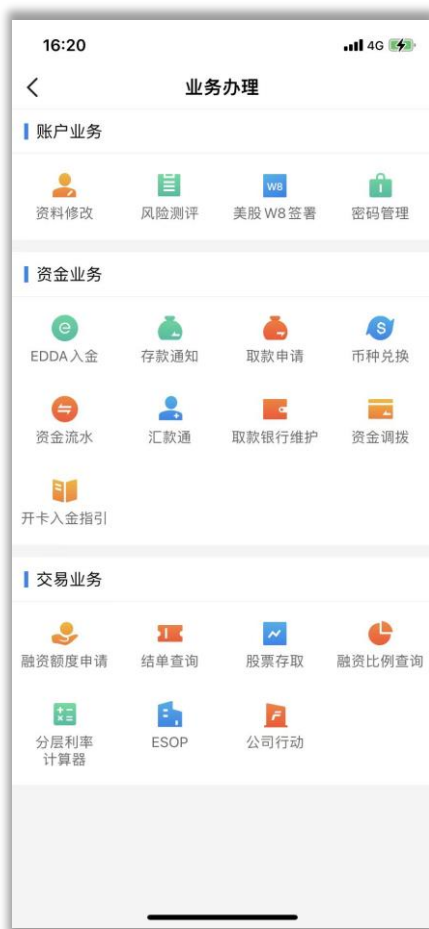 16:20
4G
业务办理
账户业务
W8
资料修改 风险测评 美股W8签署 密码管理
资金业务
EDDA入金 存款通知 取款申请 币种兑换
资金流水 汇款通 取款银行维护 资金调拨
开卡入金指引
交易业务
融资额度申请 结单查询 股票存取 融资比例查询
分层利率 ESOP 公司行动
计算器